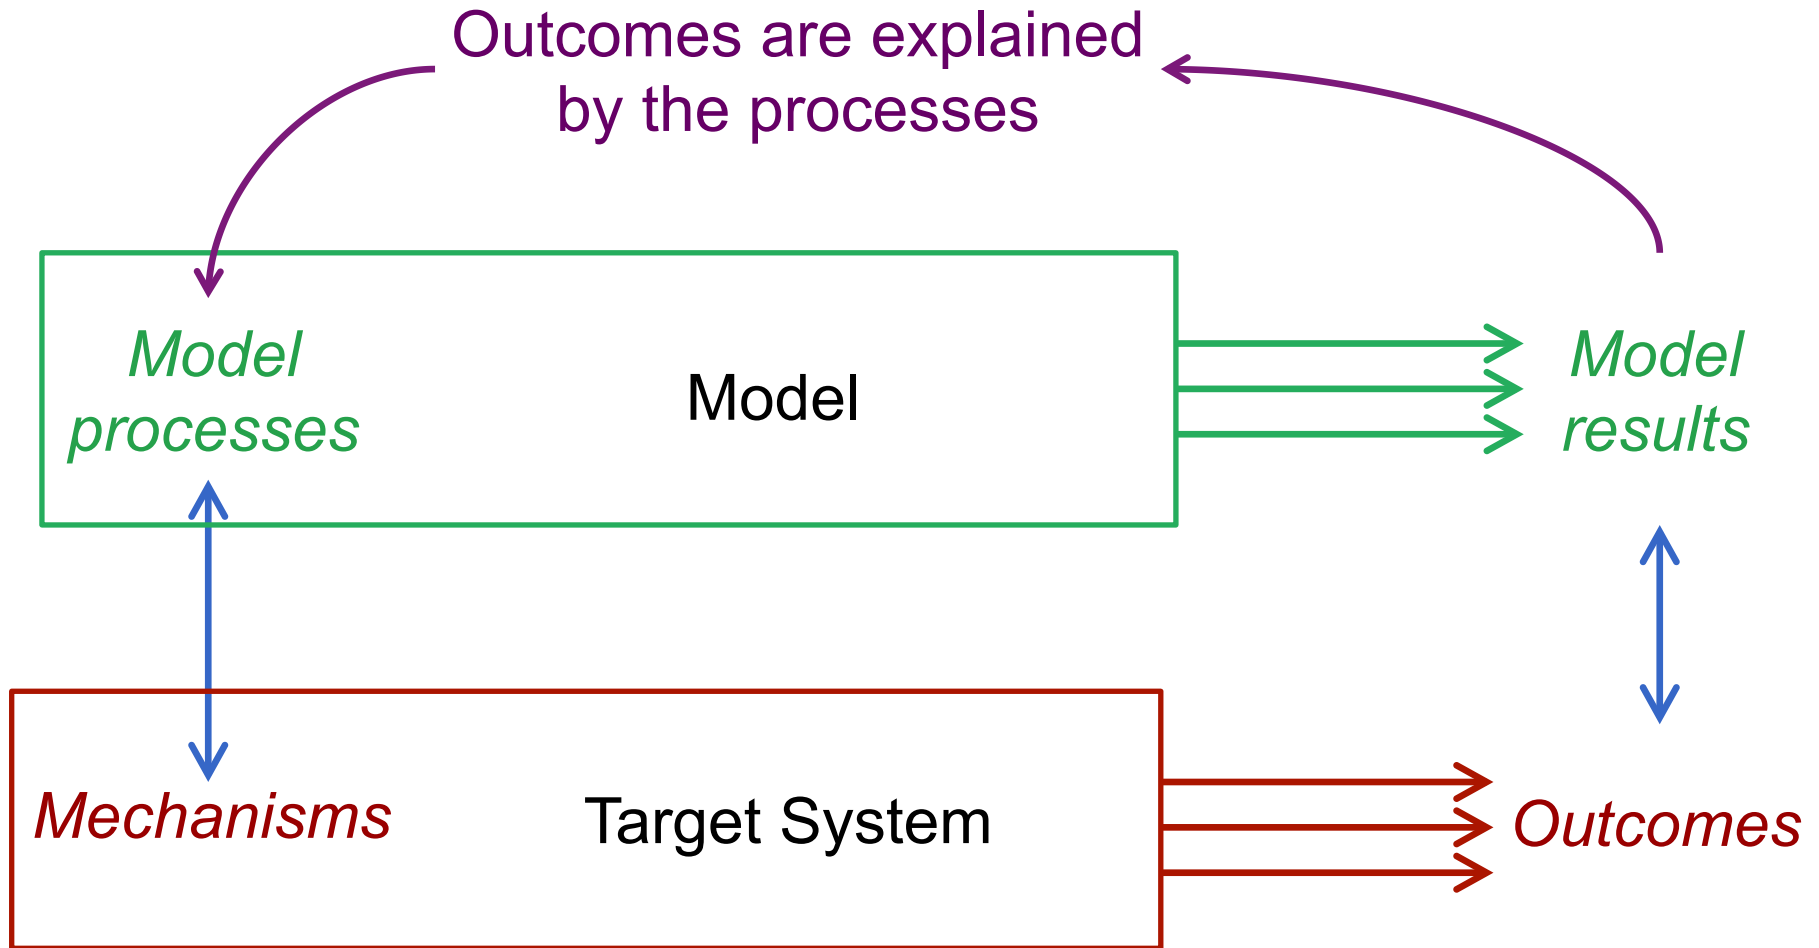 Outcomes are explained
by the processes
Model
processes
Model
Model
results
Mechanisms
Target System
Outcomes